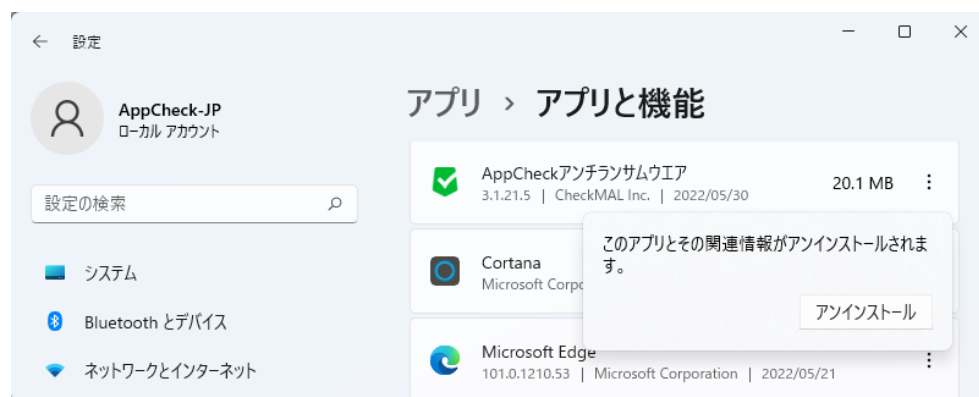 設定
AppCheck-JP
ローカル アカウント
設定の検索
システム
Bluetooth とデバイス
ネットワークとインターネット
アプリ › アプリと機能
AppCheckアンチランサムウエア
3.1.21.5 | CheckMAL Inc. | 2022/05/30
20.1 MB
このアプリとその関連情報がアンインストールされま
す。
アンインストール
Cortana
Microsoft Corpo
Microsoft Edge
101.0.1210.53 | Microsoft Corporation | 2022/05/21